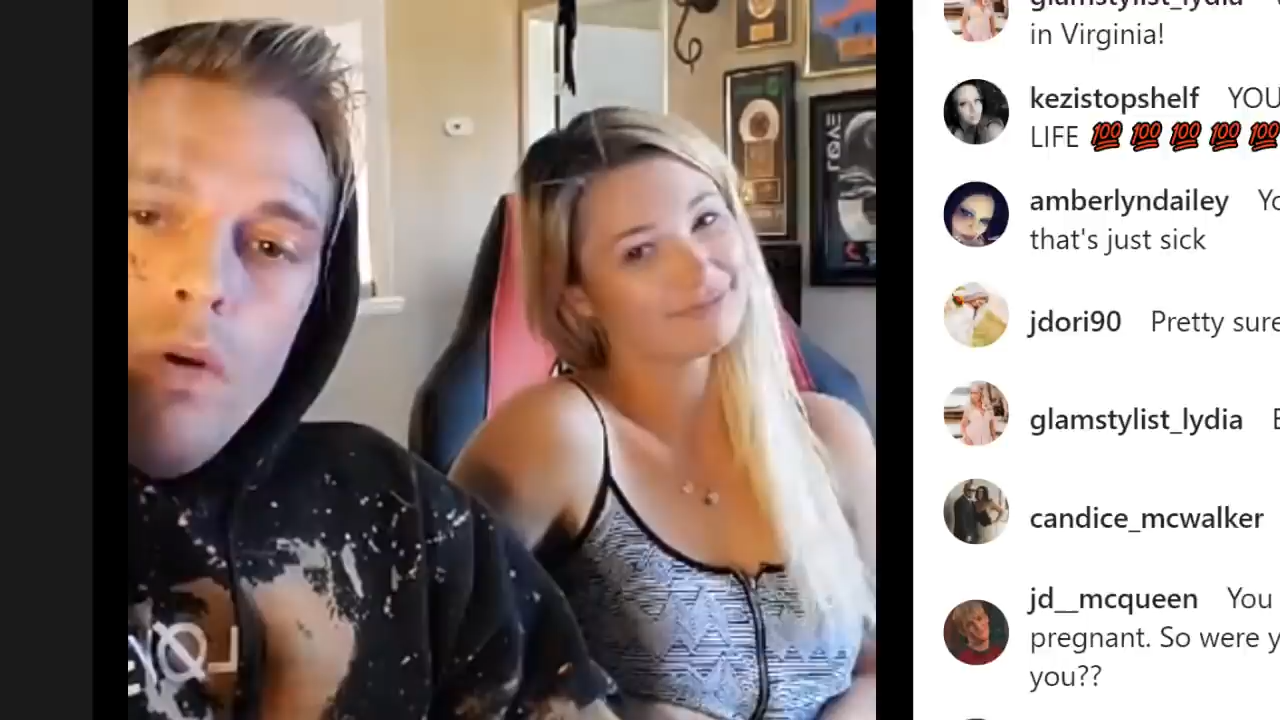 glamstylist_lydia
in Virginia!
kezistopshelf YOU
LIFE 💯 💯 💯 💯 💯
amberlyndailey Yo
that's just sick
jdori90 Pretty sure
glamstylist_lydia
candice_mcwalker
jd__mcqueen You
pregnant. So were y
you??